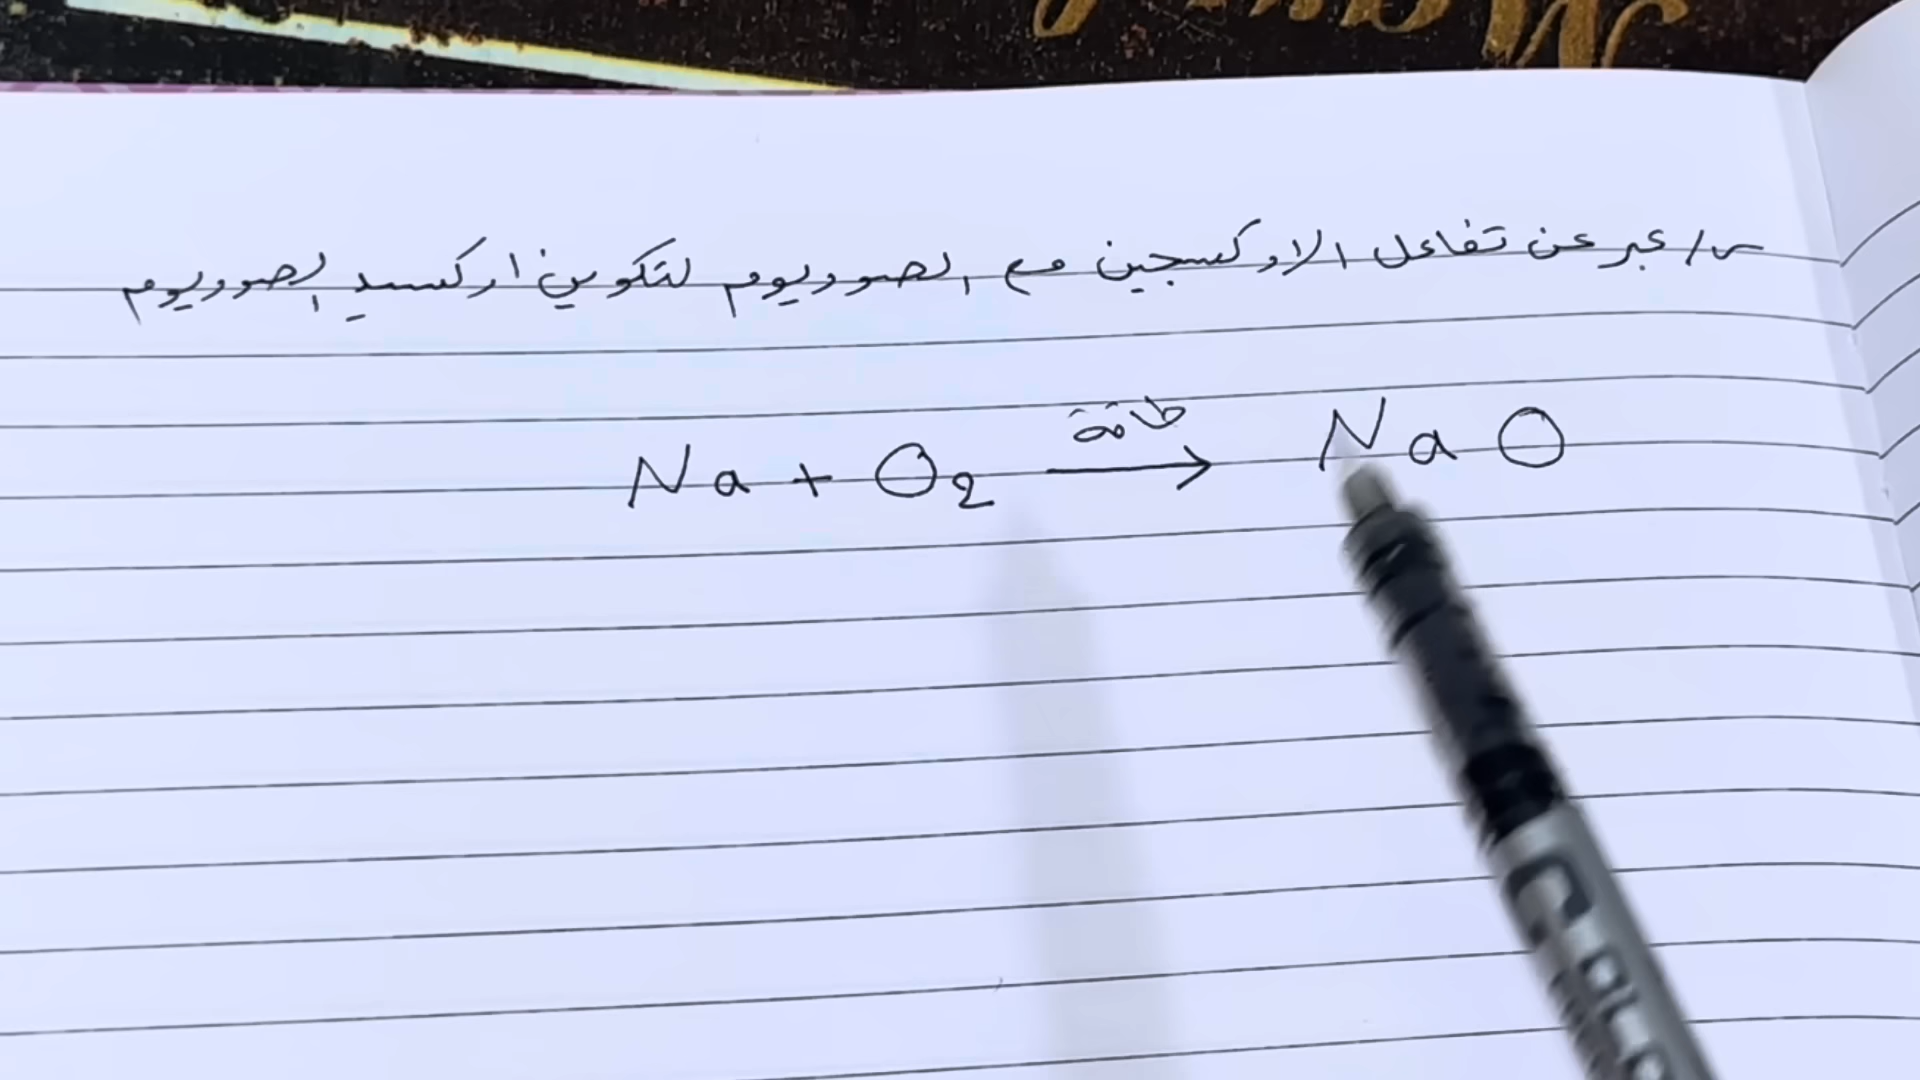 س/ عبر عن تفاعل الاوكسجين مع الصوديوم لتكوين اوكسيد الصوديوم
طاقة
Na + O2 → NaO